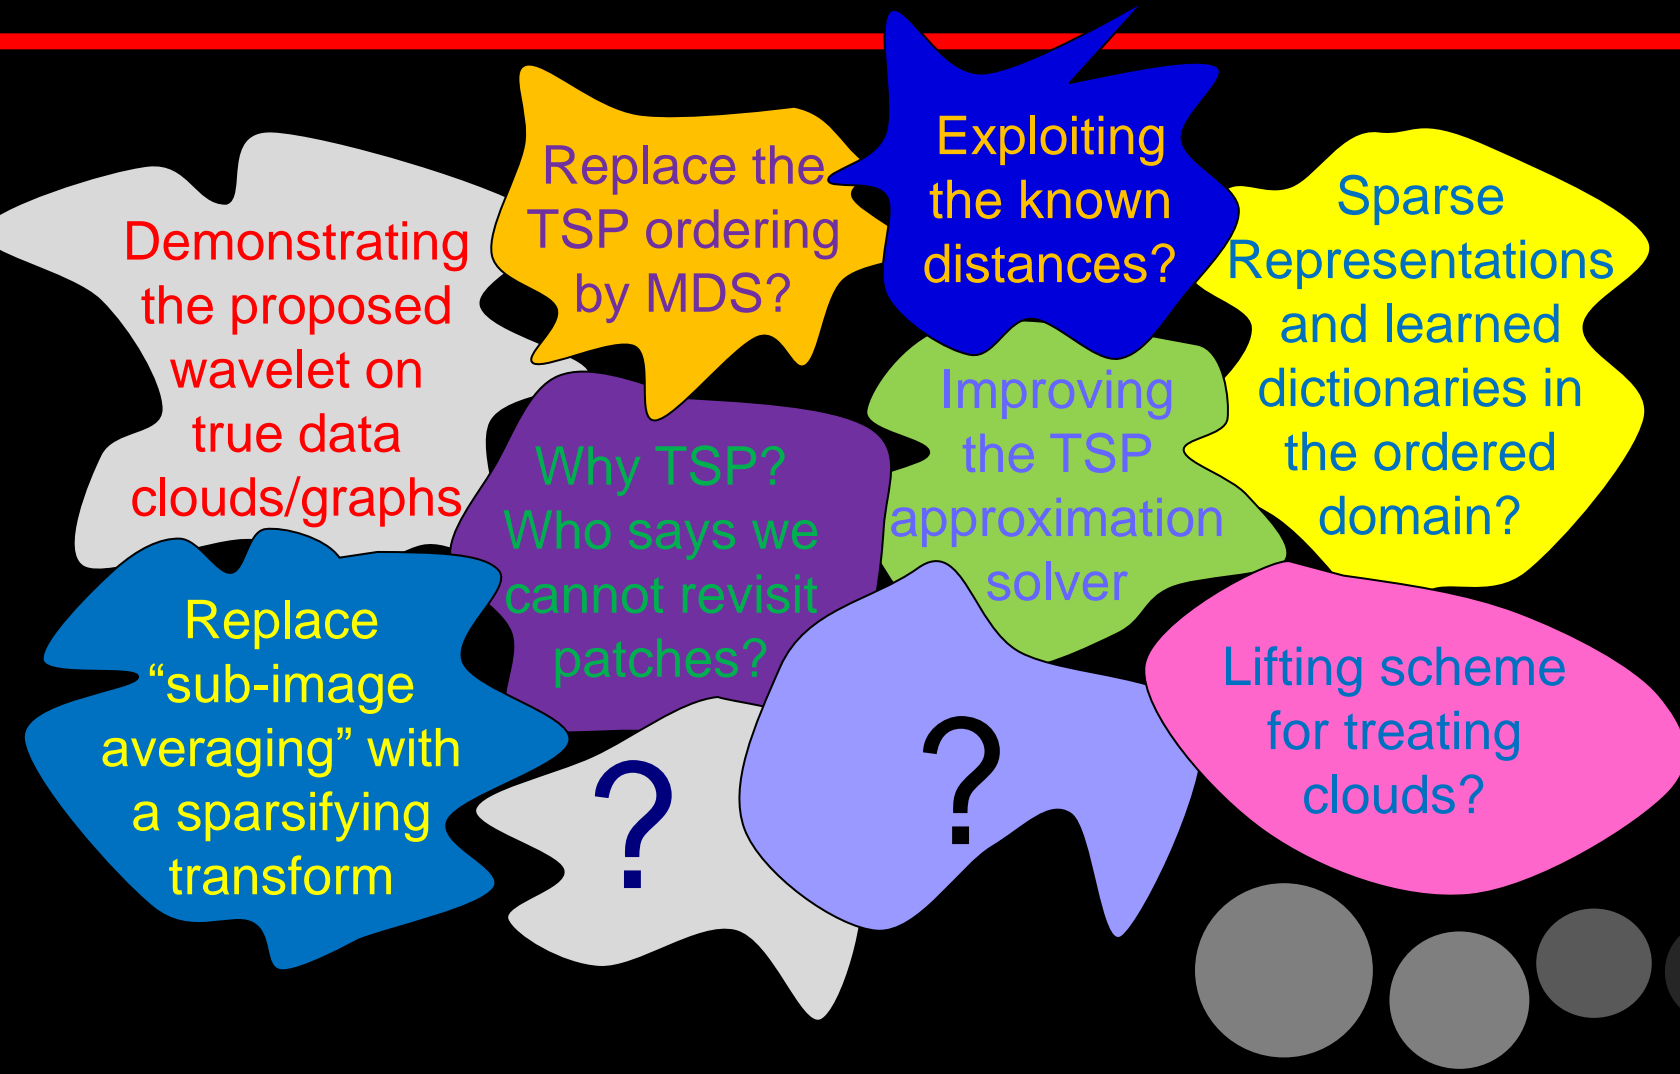 Demonstrating
the proposed
wavelet on
true data
clouds/graphs
Replace the
TSP ordering
by MDS?
Exploiting
the known
distances?
Sparse
Representations
and learned
dictionaries in
the ordered
domain?
Why TSP?
Who says we
cannot revisit
patches?
Improving
the TSP
approximation
solver
Replace
“sub-image
averaging” with
a sparsifying
transform
?
?
Lifting scheme
for treating
clouds?